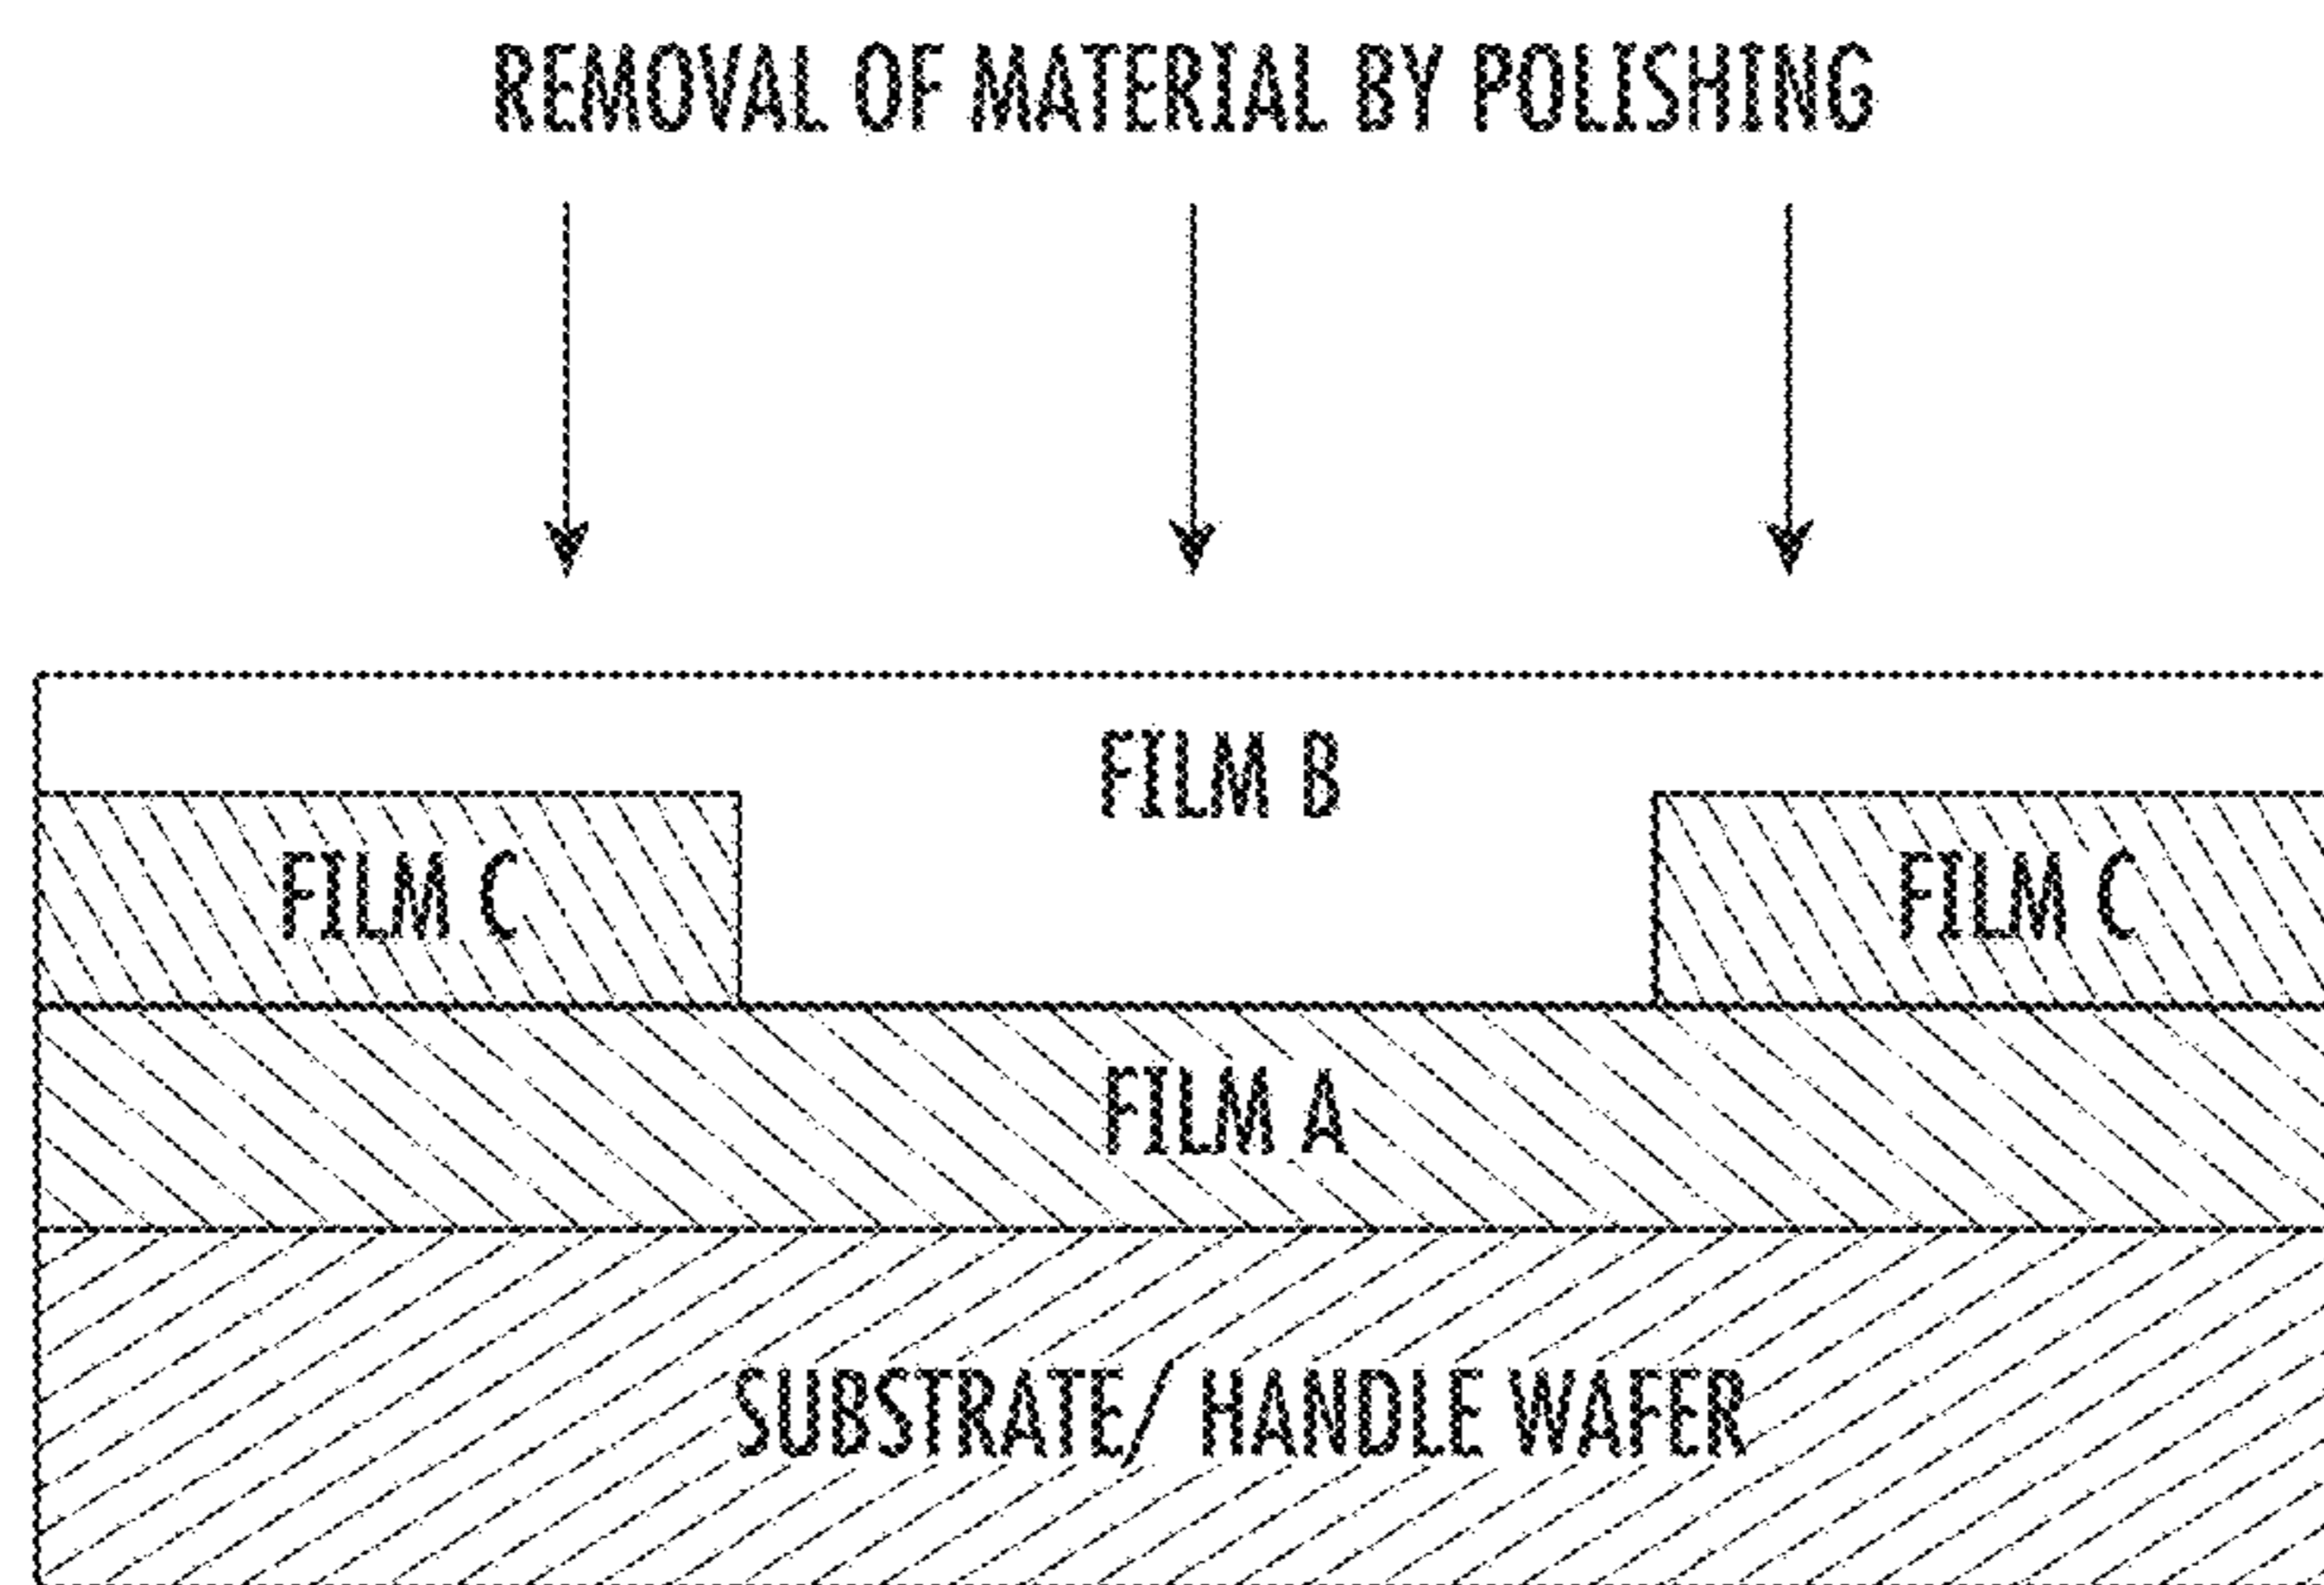 REMOVAL OF MATERIAL BY POLISHING
FILM B
FILM C
FILM C
FILM A
SUBSTRATE/ HANDLE WAFER